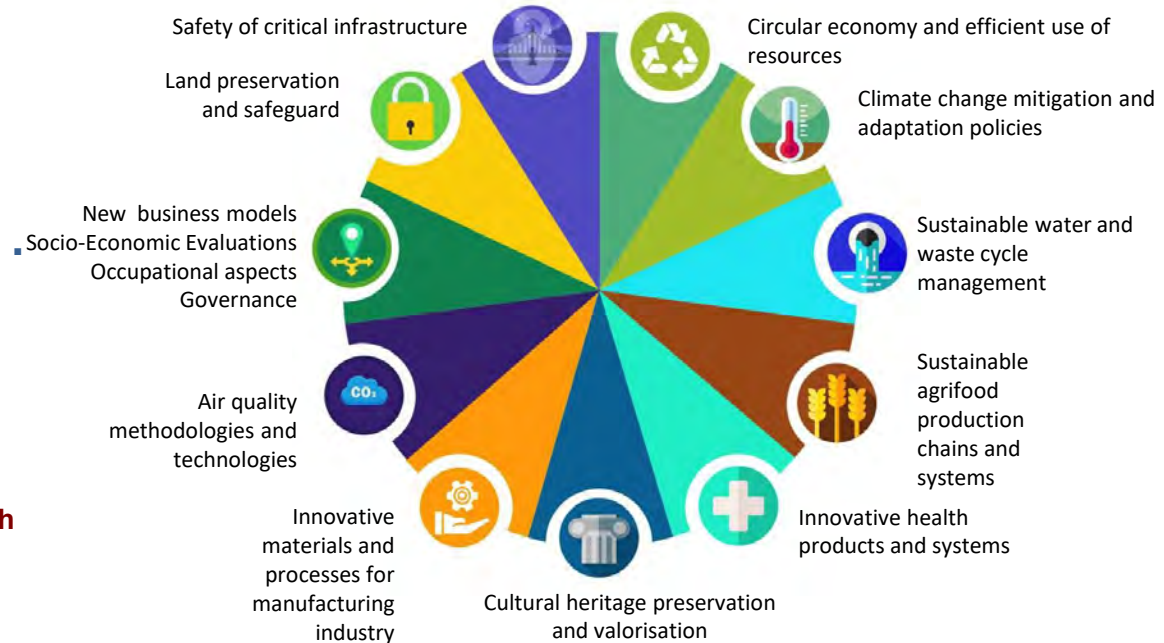 Safety of critical infrastructure
Land preservation
and safeguard
New business models
Socio-Economic Evaluations
Occupational aspects
Governance
Air quality
methodologies and
technologies
h
Innovative
materials and
processes for
manufacturing
industry
Cultural heritage preservation
and valorisation
Innovative health
products and systems
Sustainable
agrifood
production
chains and
systems
Sustainable water and
waste cycle
management
Climate change mitigation and
adaptation policies
Circular economy and efficient use of
resources
CO₂